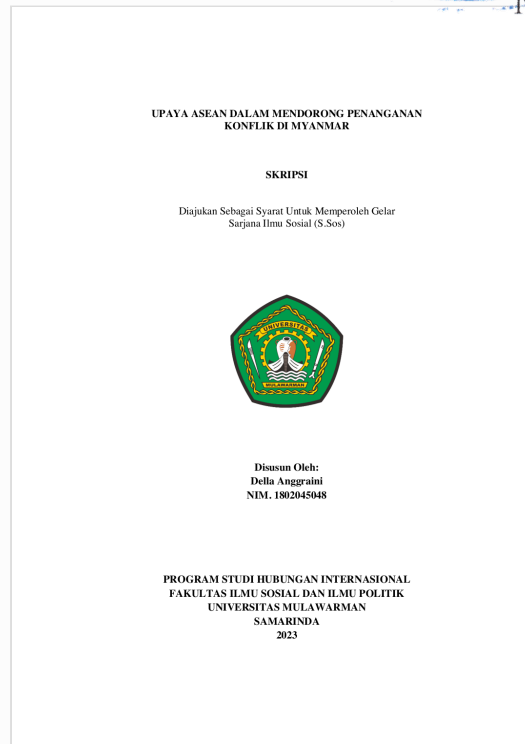 UPAYA ASEAN DALAM MENDORONG PENANGANAN
KONFLIK DI MYANMAR
SKRIPSI
Diajukan Sebagai Syarat Untuk Memperoleh Gelar
Sarjana Ilmu Sosial (S.Sos)
UNIVERSITAS
MULAWARMAN
Disusun Oleh:
Della Anggraini
NIM. 1802045048
PROGRAM STUDI HUBUNGAN INTERNASIONAL
FAKULTAS ILMU SOSIAL DAN ILMU POLITIK
UNIVERSITAS MULAWARMAN
SAMARINDA
2023